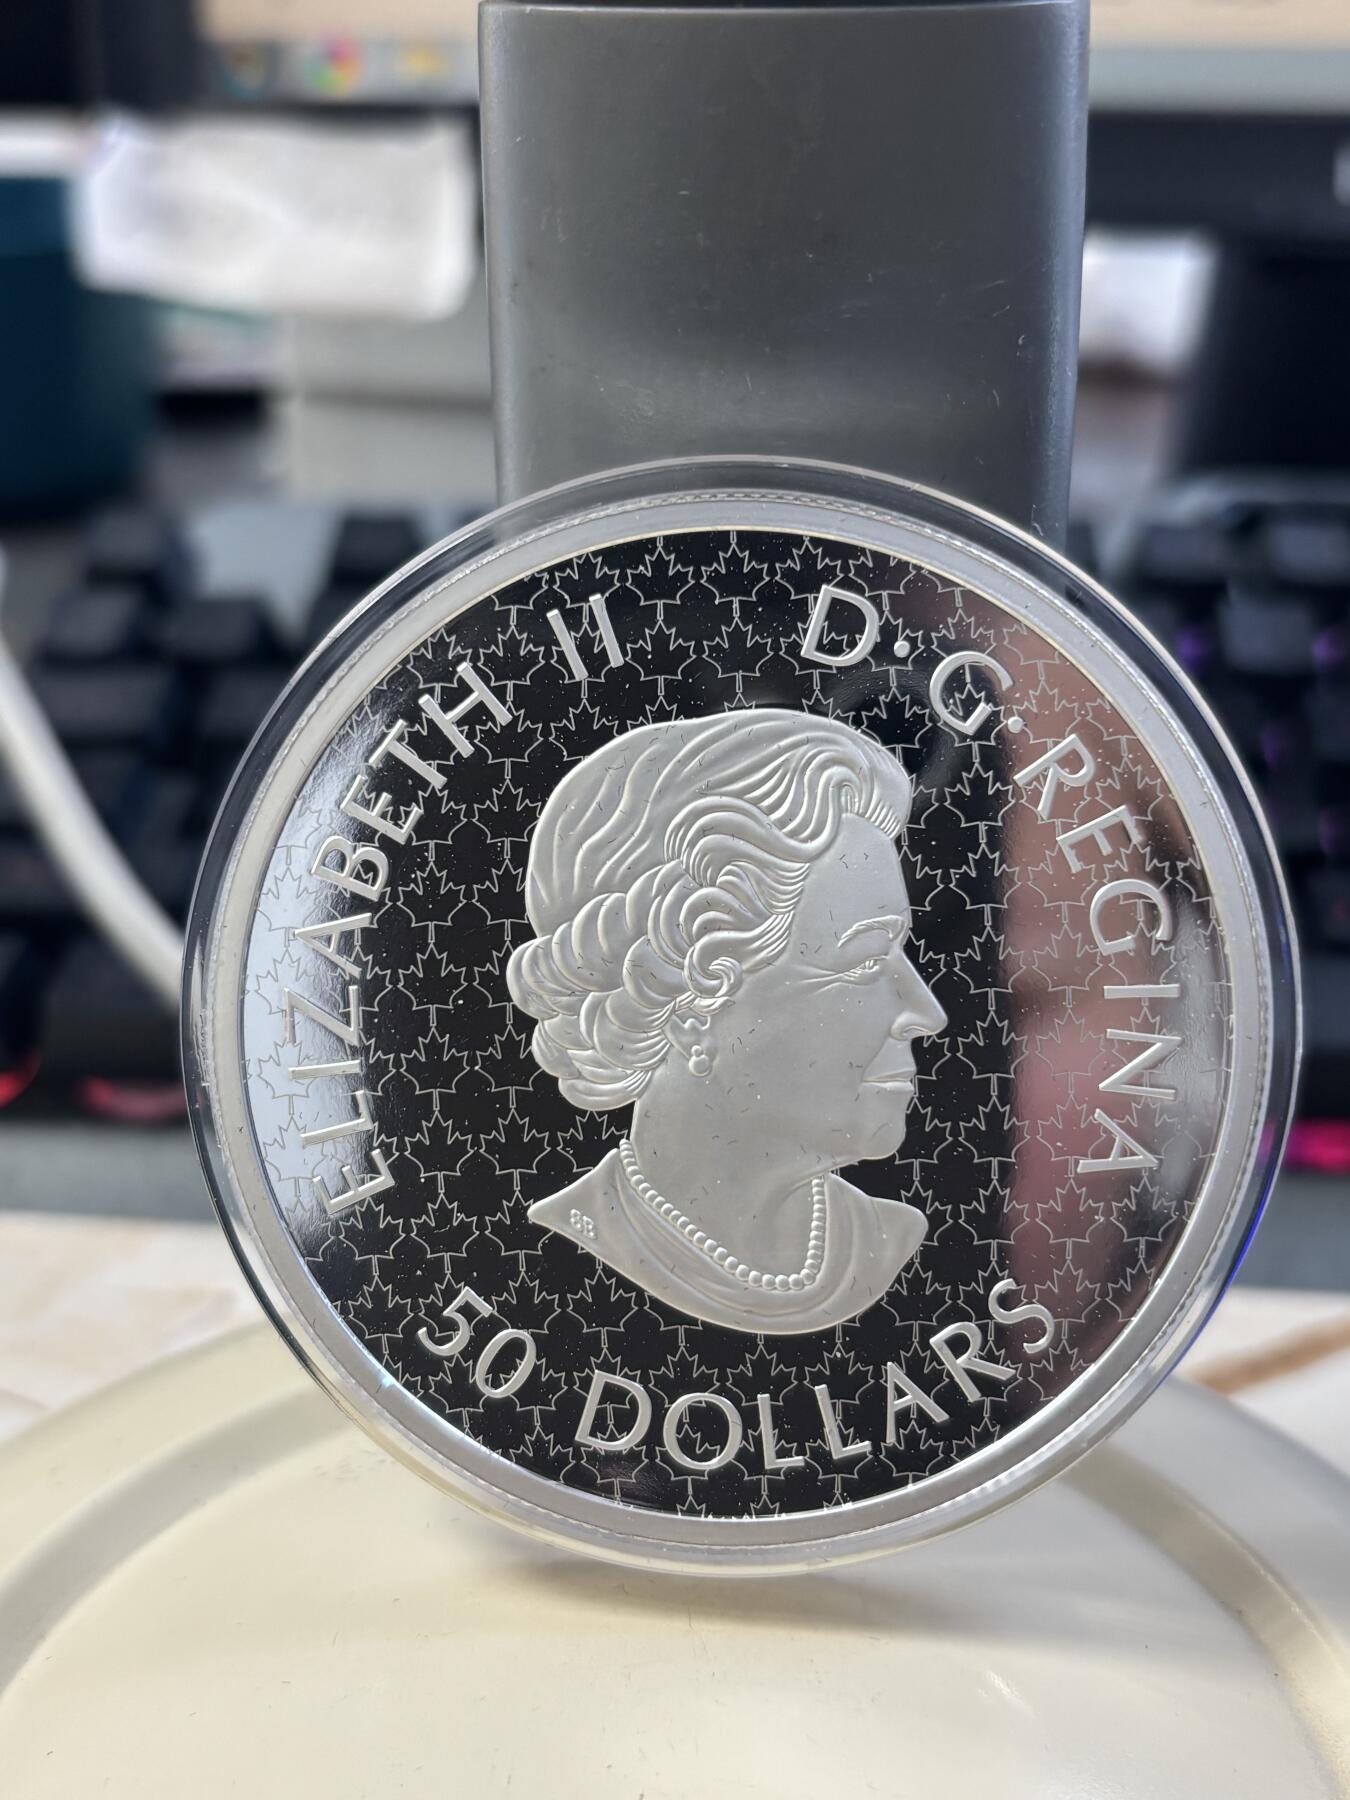 ELIZABETH II D·G·REGINA
SB
50 DOLLARS